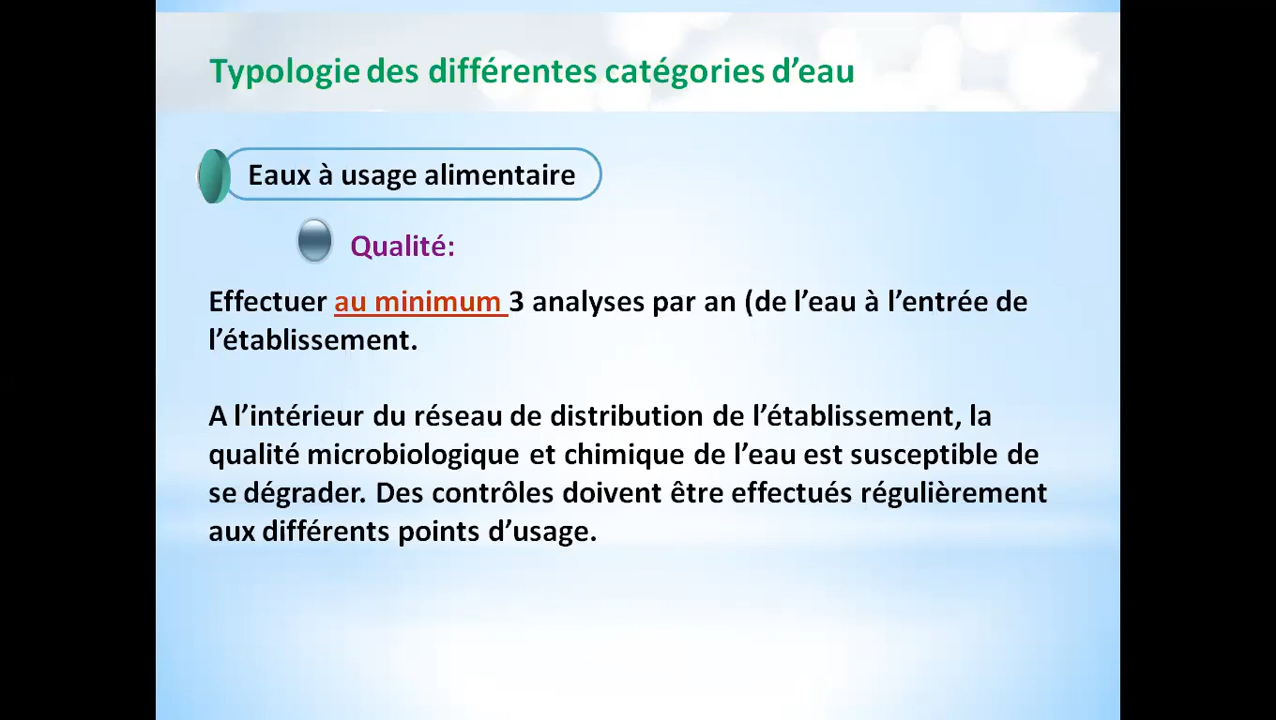 Typologie des différentes catégories d’eau
Eaux à usage alimentaire
Qualité:
Effectuer au minimum 3 analyses par an (de l’eau à l’entrée de
l’établissement.
A l’intérieur du réseau de distribution de l’établissement, la
qualité microbiologique et chimique de l’eau est susceptible de
se dégrader. Des contrôles doivent être effectués régulièrement
aux différents points d’usage.